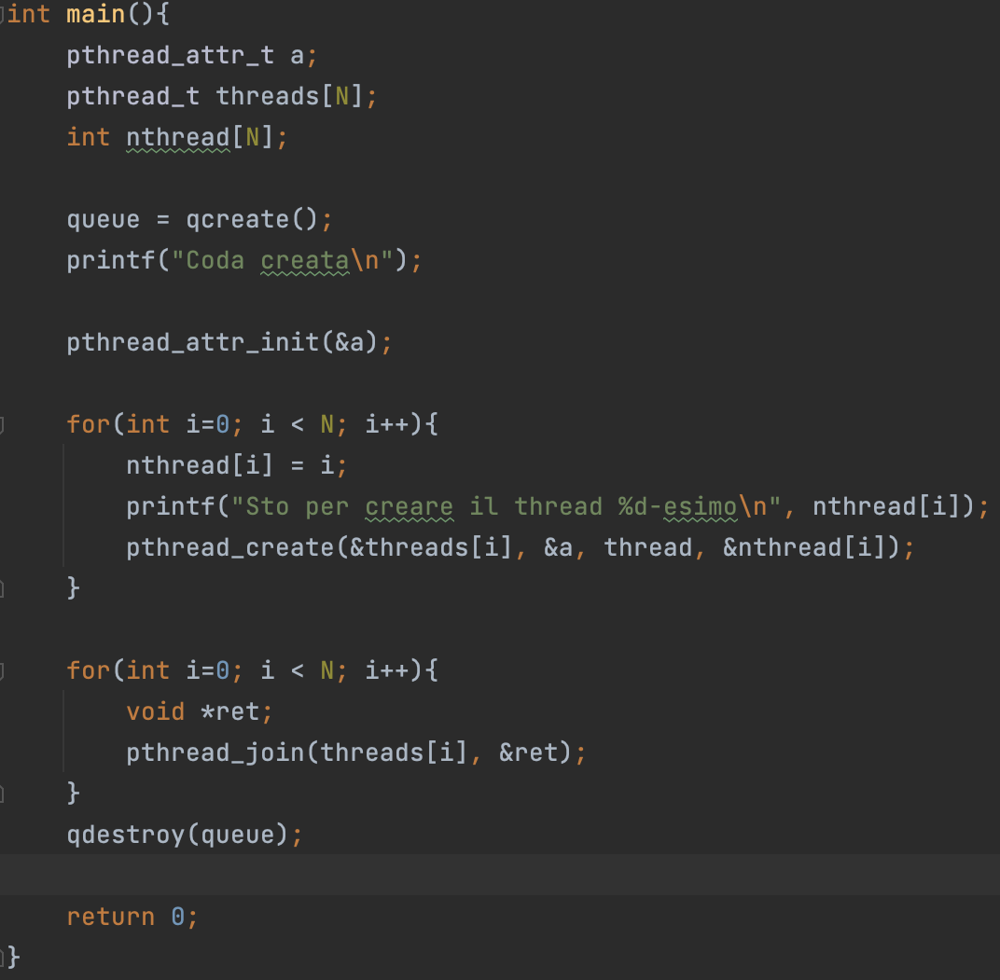 int main(){
    pthread_attr_t a;
    pthread_t threads[N];
    int nthread[N];

    queue = qcreate();
    printf("Coda creata\n");

    pthread_attr_init(&a);

    for(int i=0; i < N; i++){
        nthread[i] = i;
        printf("Sto per creare il thread %d-esimo\n", nthread[i]);
        pthread_create(&threads[i], &a, thread, &nthread[i]);
    }

    for(int i=0; i < N; i++){
        void *ret;
        pthread_join(threads[i], &ret);
    }
    qdestroy(queue);

    return 0;
}